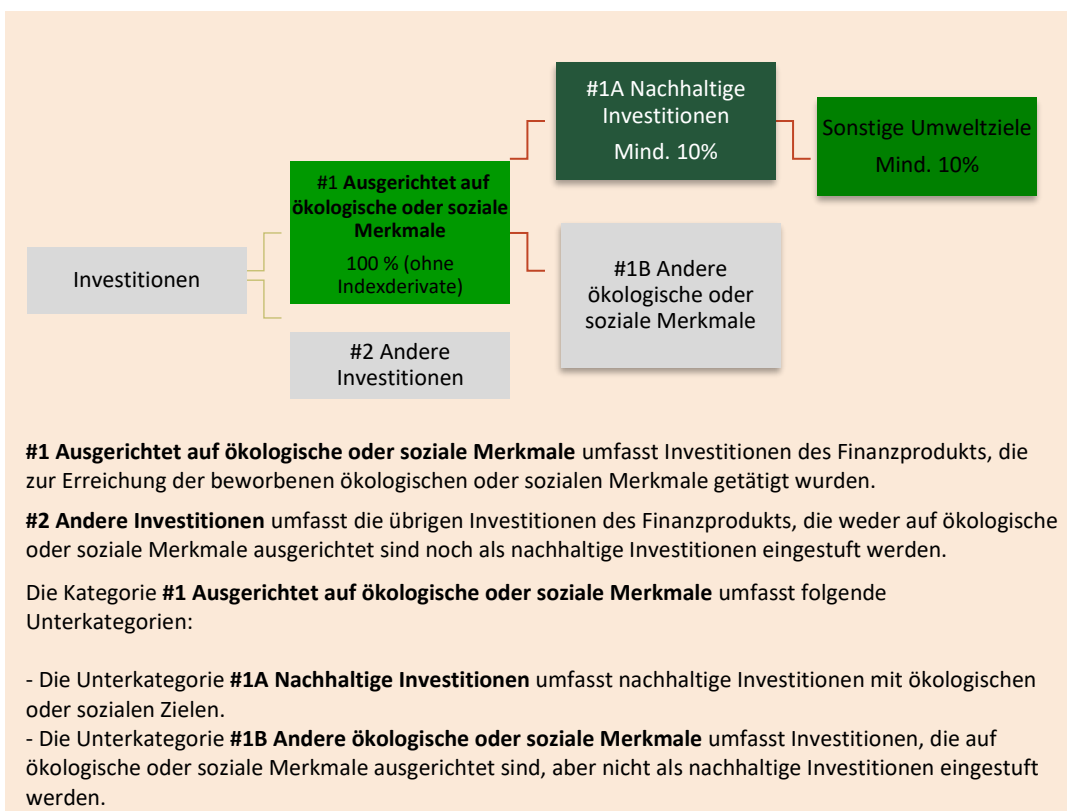 #1A Nachhaltige
Investitionen
Mind. 10%
Sonstige Umweltziele
Mind. 10%
#1 Ausgerichtet auf
ökologische oder soziale
Merkmale
100 % (ohne
Indexderivate)
Investitionen
#1B Andere
ökologische oder
soziale Merkmale
#2 Andere
Investitionen
#1 Ausgerichtet auf ökologische oder soziale Merkmale umfasst Investitionen des Finanzprodukts, die
zur Erreichung der beworbenen ökologischen oder sozialen Merkmale getätigt wurden.
#2 Andere Investitionen umfasst die übrigen Investitionen des Finanzprodukts, die weder auf ökologische
oder soziale Merkmale ausgerichtet sind noch als nachhaltige Investitionen eingestuft werden.
Die Kategorie #1 Ausgerichtet auf ökologische oder soziale Merkmale umfasst folgende
Unterkategorien:
- Die Unterkategorie #1A Nachhaltige Investitionen umfasst nachhaltige Investitionen mit ökologischen
oder sozialen Zielen.
- Die Unterkategorie #1B Andere ökologische oder soziale Merkmale umfasst Investitionen, die auf
ökologische oder soziale Merkmale ausgerichtet sind, aber nicht als nachhaltige Investitionen eingestuft
werden.